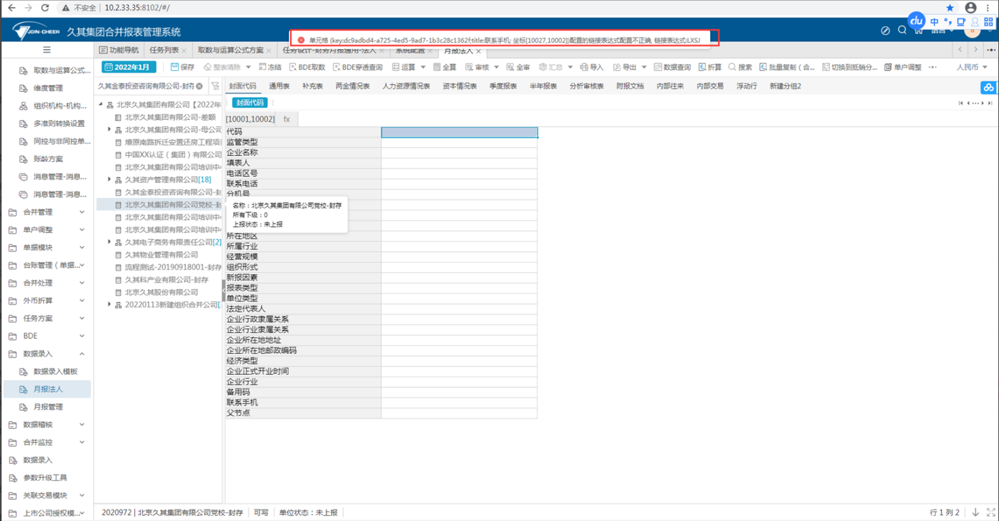 不安全 10.2.33.35:8102/#/
du 中
JOIN-CHEER 久其集团合并报表管理系统
单元格 (key:dc9adbd4-a725-4ed5-9ad7-1b3c28c1362f;title:联系手机; 坐标[10027,10002])配置的链接表达式配置不正确, 链接表达式:LXSJ
功能导航 任务列表 取数与运算公式方案 任务设计-财务月报通用-法人 系统配置 月报法人
2022年1月 保存 整表清除 冻结 BDE取数 BDE穿透查询 运算 全算 审核 全审 汇总 导入 导出 数据查询 折算 搜索 批量复制（合... 切换到抵销分... 单户调整 人民币
取数与运算公式...
维度管理
组织机构-机构...
多准则转换设置
同控与非同控单...
账龄方案
消息管理-消息...
消息管理-消息...
合并管理
单户调整
单据模块
台账管理（单据...
合并处理
外币折算
任务方案
BDE
数据录入
数据录入模板
月报法人
月报管理
数据稽核
合并监控
数据录入
参数升级工具
关联交易模块
上市公司授权模...
久其金泰投资咨询有限公司-封存
北京久其集团有限公司【2022年
北京久其集团有限公司-差额
北京久其集团有限公司-母公司
燎原南路拆迁安置还房工程项
中国XX认证（集团）有限公司
北京久其集团有限公司培训中
久其资产管理有限公司[18]
久其金泰投资咨询有限公司-封
北京久其集团有限公司党校-封
北京久其集团有限公司培训中
北京久其集团有限公司培训中
久其电子商务有限责任公司[2]
久其物业管理有限公司
流程测试-20190918001-封存
久其科产业有限公司-封存
北京久其股份有限公司
20220113新建组织合并公司[
封面代码 通用表 补充表 两金情况表 人力资源情况表 资本情况表 季度报表 半年报表 分析审核表 附报文档 内部往来 内部交易 浮动行 新建分组2
封面代码
[10001,10002] fx
代码
监管类型
企业名称
填表人
电话区号
联系电话
分机号
名称：北京久其集团有限公司党校-封存
所有下级：0
上报状态：未上报
所在地区
所属行业
经营规模
组织形式
新报因素
报表类型
单位类型
法定代表人
企业行政隶属关系
企业行业隶属关系
企业所在地地址
企业所在地邮政编码
经济类型
企业正式开业时间
企业行业
备用码
联系手机
父节点
2020972 | 北京久其集团有限公司党校-封存 可写 单位状态：未上报 行 1 列 2